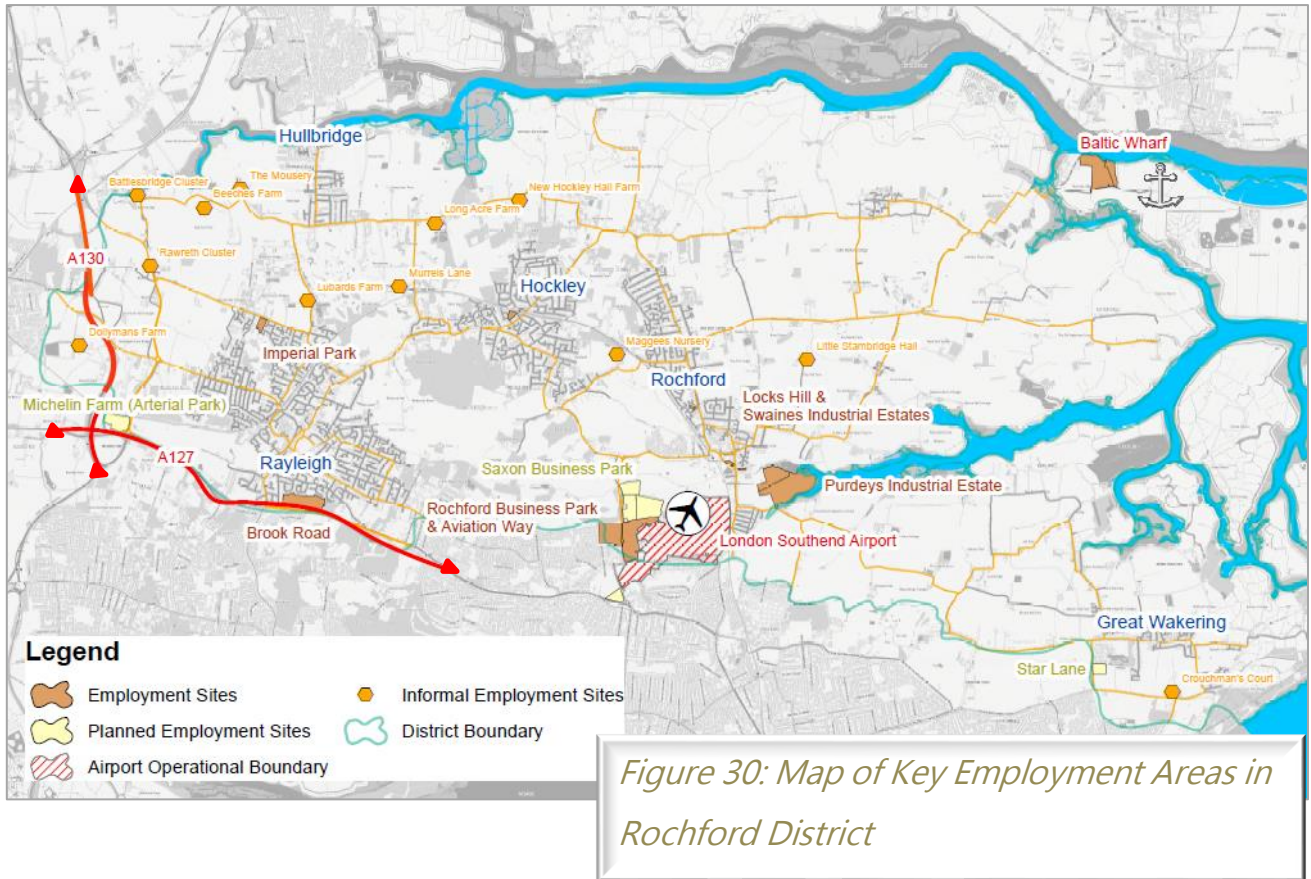 Hullbridge
Baltic Wharf
Battlesbridge Cluster
The Mousery
Beeches Farm
New Hockley Hall Farm
Long Acre Farm
A130
Rawreth Cluster
Lubards Farm
Murrels Lane
Hockley
Dollymans Farm
Imperial Park
Maggees Nursery
Little Stambridge Hall
Rochford
Michelin Farm (Arterial Park)
Locks Hill &
Swaines Industrial Estates
A127
Rayleigh
Saxon Business Park
Purdeys Industrial Estate
Rochford Business Park
& Aviation Way
Brook Road
London Southend Airport
Great Wakering
Star Lane
Crouchman's Court
Legend
Employment Sites
Informal Employment Sites
Planned Employment Sites
District Boundary
Airport Operational Boundary
Figure 30: Map of Key Employment Areas in
Rochford District